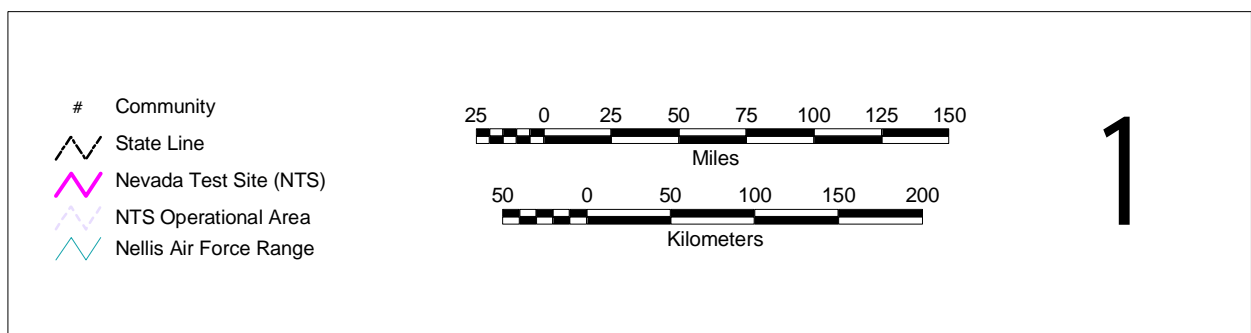 # Community
State Line
Nevada Test Site (NTS)
NTS Operational Area
Nellis Air Force Range
25 0 25 50 75 100 125 150
Miles
50 0 50 100 150 200
Kilometers
1